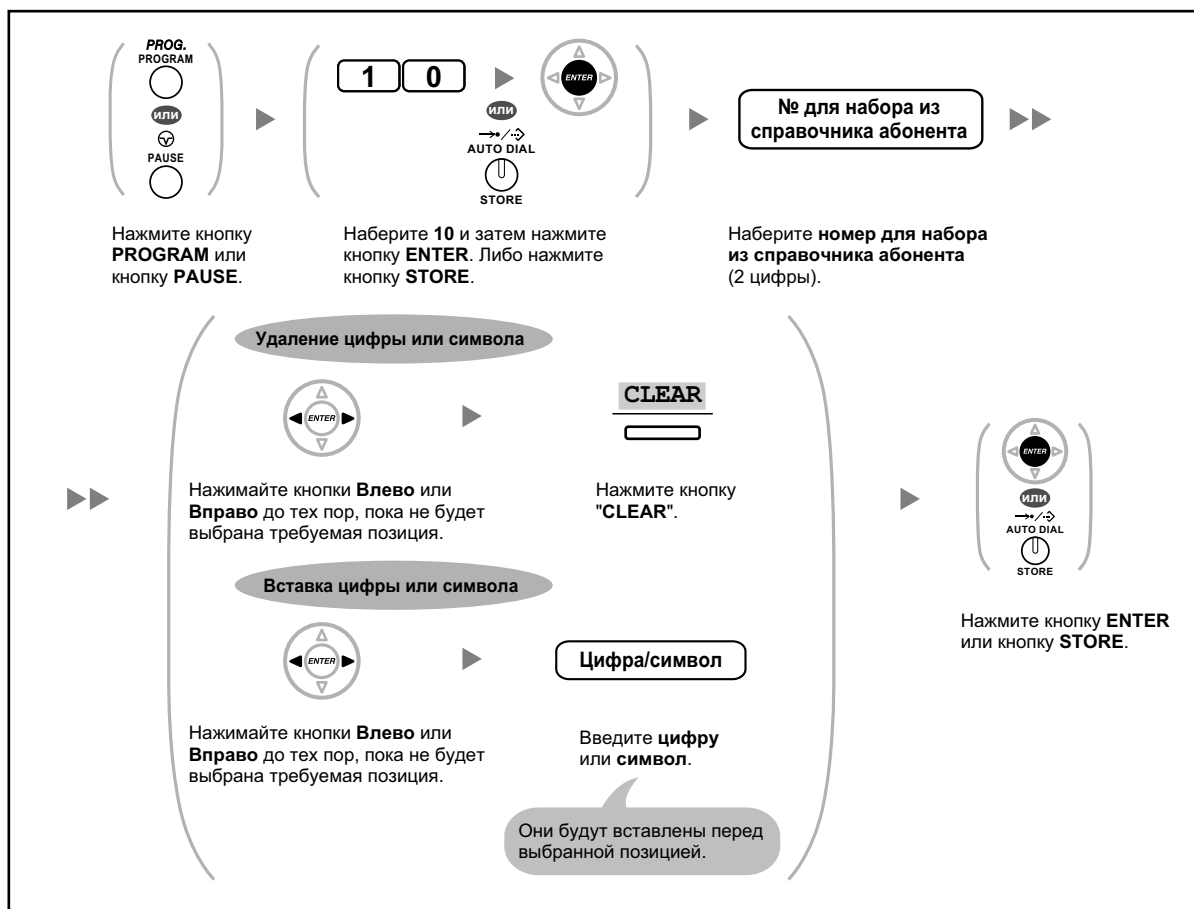 PROG.
PROGRAM
или
PAUSE
Нажмите кнопку
PROGRAM или
кнопку PAUSE.
1 0
ENTER
или
AUTO DIAL
STORE
Наберите 10 и затем нажмите
кнопку ENTER. Либо нажмите
кнопку STORE.
№ для набора из
справочника абонента
Наберите номер для набора
из справочника абонента
(2 цифры).
Удаление цифры или символа
ENTER
Нажимайте кнопки Влево или
Вправо до тех пор, пока не будет
выбрана требуемая позиция.
CLEAR
Нажмите кнопку
"CLEAR".
Вставка цифры или символа
ENTER
Нажимайте кнопки Влево или
Вправо до тех пор, пока не будет
выбрана требуемая позиция.
Цифра/символ
Введите цифру
или символ.
Они будут вставлены перед
выбранной позицией.
ENTER
или
AUTO DIAL
STORE
Нажмите кнопку ENTER
или кнопку STORE.